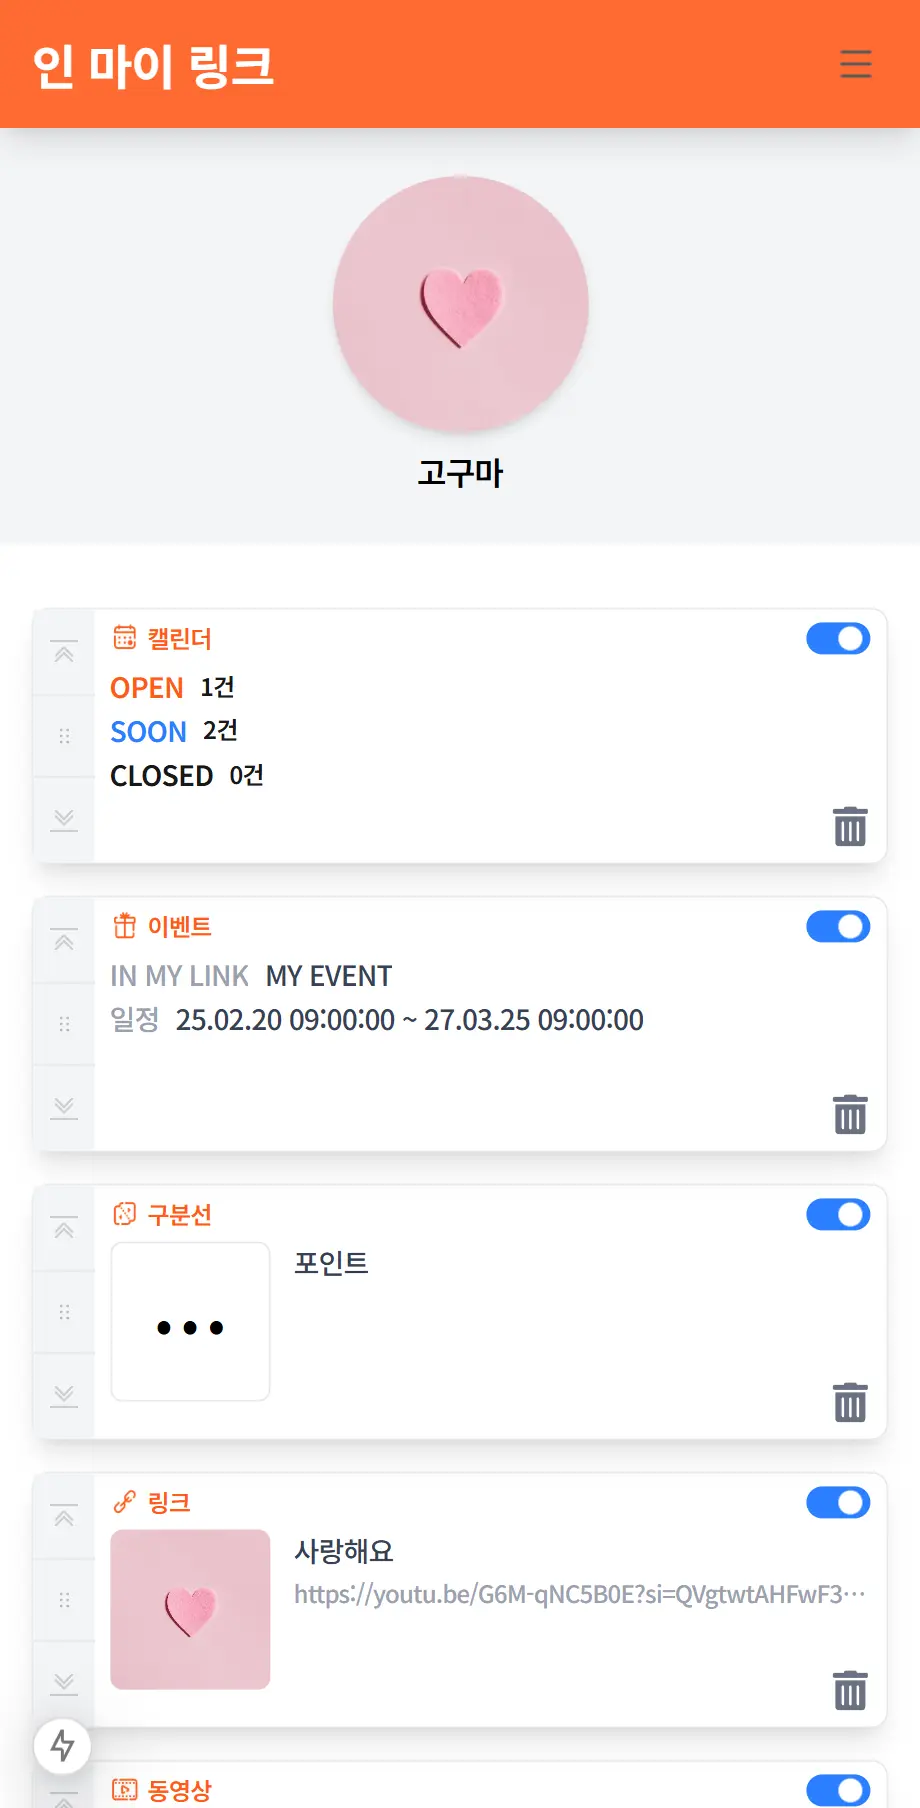 인 마이 링크
고구마
캘린더
OPEN 1건
SOON 2건
CLOSED 0건
이벤트
IN MY LINK MY EVENT
일정 25.02.20 09:00:00 ~ 27.03.25 09:00:00
구분선
포인트
링크
사랑해요
https://youtu.be/G6M-qNC5B0E?si=QVgtwtAHFwF3···
동영상